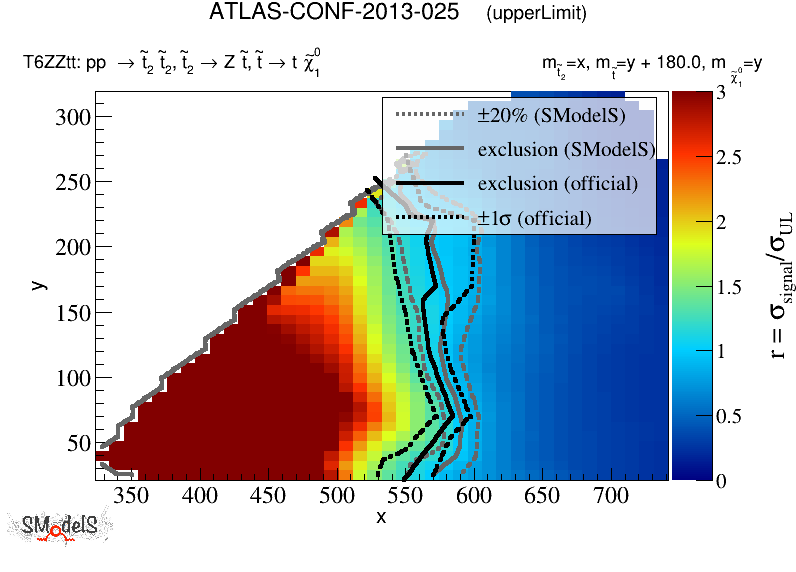 ATLAS-CONF-2013-025 (upperLimit)
T6ZZtt: pp → t̃₂ t̃₂, t̃₂ → Z t̃, t̃ → t χ̃₁⁰
m_t̃₂=x, m_t̃=y + 180.0, m_χ̃₁⁰=y
±20% (SModelS)
exclusion (SModelS)
exclusion (official)
±1σ (official)
300
250
200
150
100
50
y
350 400 450 500 550 600 650 700
x
3
2.5
2
1.5
1
0.5
0
r = σ_signal/σ_UL
SModelS